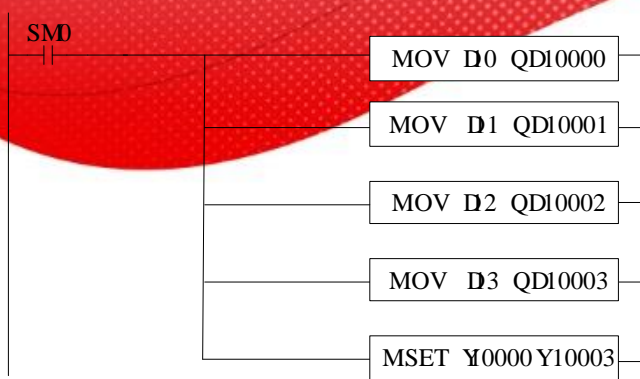 SM0
MOV D10 QD10000
MOV D11 QD10001
MOV D12 QD10002
MOV D13 QD10003
MSET Y10000 Y10003